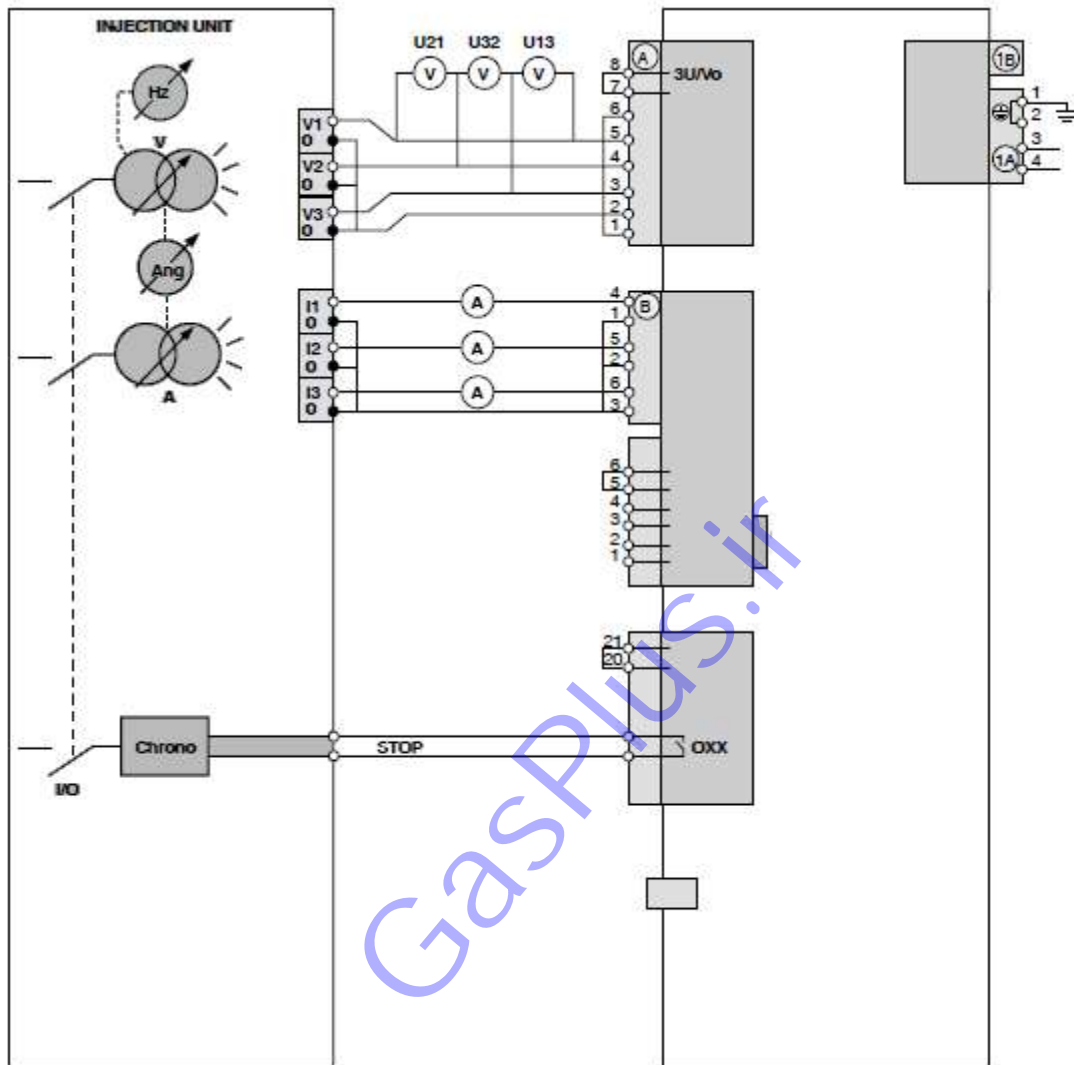 INJECTION UNIT
Hz
V
Ang
A
U21 U32 U13
V V V
V1
0
V2
0
V3
0
I1
0
I2
0
I3
0
A
A
A
A
8
7
6
5
4
3
2
1
3U/Vo
1B
1
2
3
1A
4
B
4
1
5
2
6
3
6
5
4
3
2
1
21
20
Chrono
STOP
OXX
I/O
GasPlus.ir